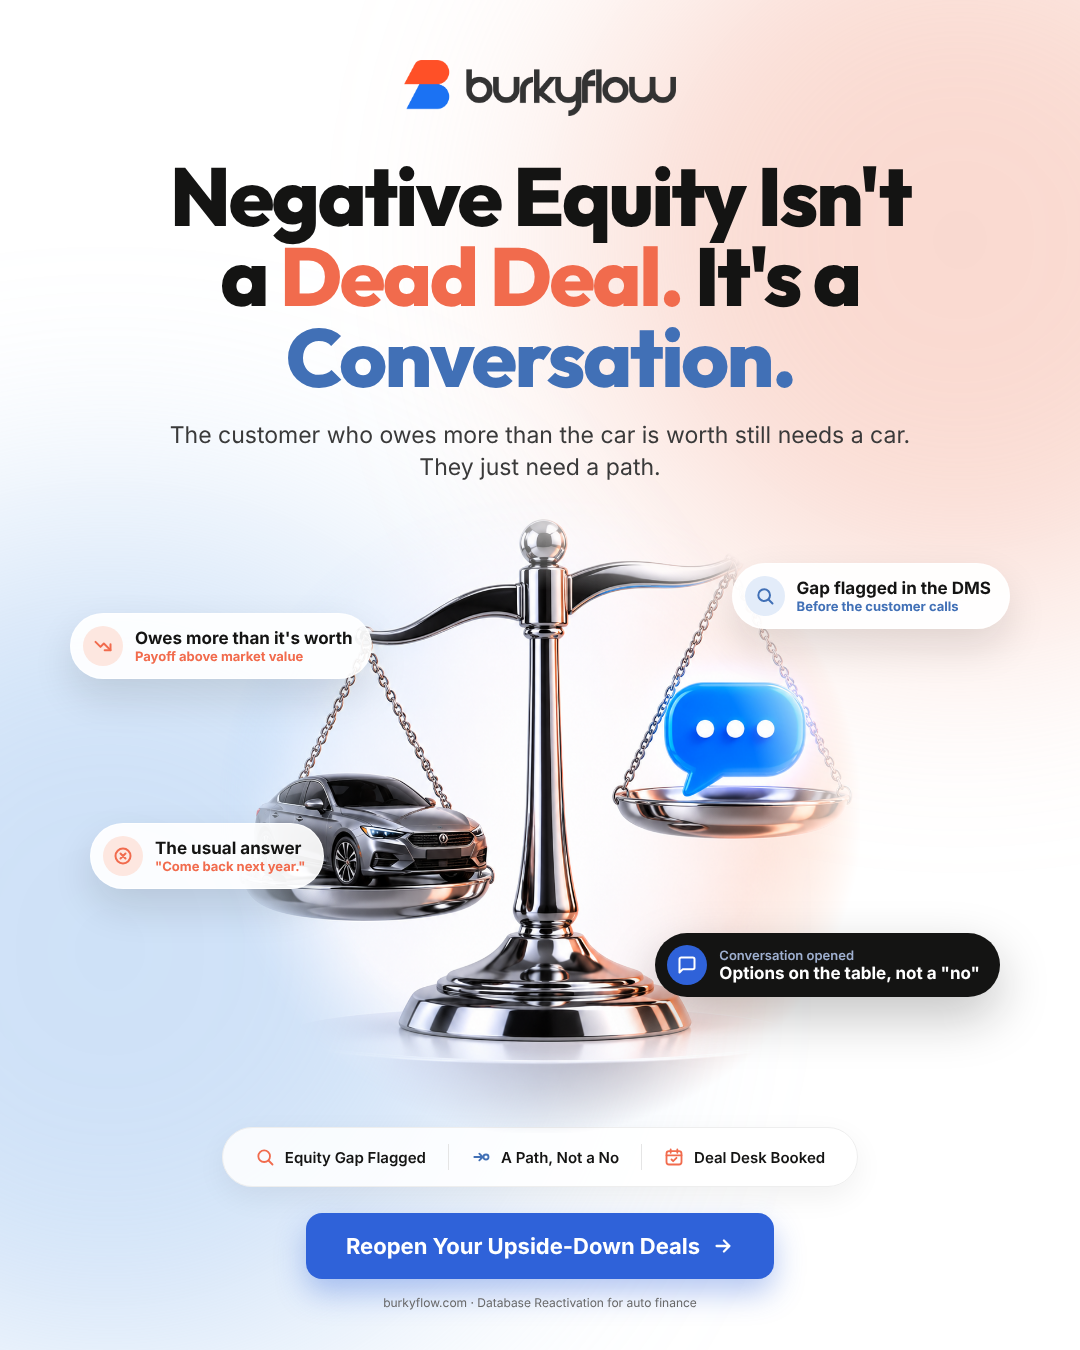 burkyflow
Negative Equity Isn't
a Dead Deal. It's a
Conversation.
The customer who owes more than the car is worth still needs a car.
They just need a path.
Gap flagged in the DMS
Before the customer calls
Owes more than it's worth
Payoff above market value
The usual answer
"Come back next year."
Conversation opened
Options on the table, not a "no"
Equity Gap Flagged
A Path, Not a No
Deal Desk Booked
Reopen Your Upside-Down Deals
burkyflow.com · Database Reactivation for auto finance